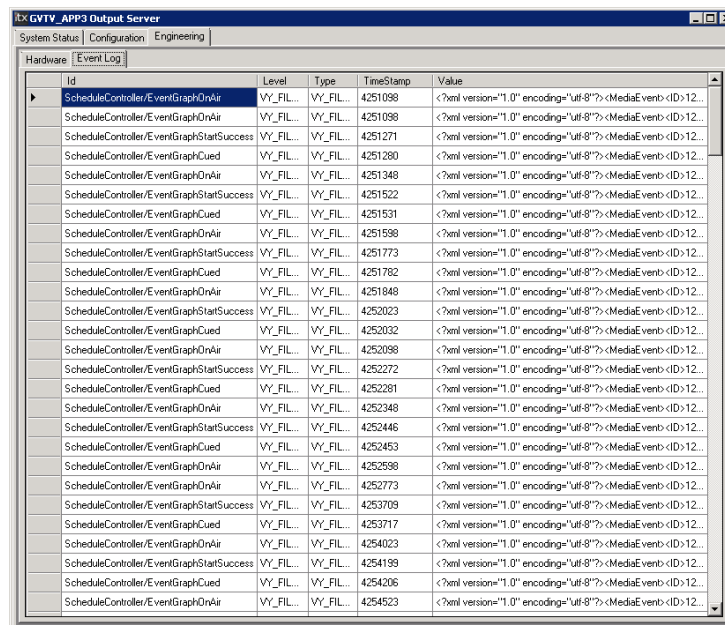 itx GVTV_APP3 Output Server
System Status Configuration Engineering
Hardware Event Log
Id Level Type TimeStamp Value
ScheduleController/EventGraphOnAir VY_FIL... VY_FIL... 4251098 <?xml version="1.0" encoding="utf-8"?><MediaEvent><ID>12...
ScheduleController/EventGraphOnAir VY_FIL... VY_FIL... 4251098 <?xml version="1.0" encoding="utf-8"?><MediaEvent><ID>12...
ScheduleController/EventGraphStartSuccess VY_FIL... VY_FIL... 4251271 <?xml version="1.0" encoding="utf-8"?><MediaEvent><ID>12...
ScheduleController/EventGraphCued VY_FIL... VY_FIL... 4251280 <?xml version="1.0" encoding="utf-8"?><MediaEvent><ID>12...
ScheduleController/EventGraphOnAir VY_FIL... VY_FIL... 4251348 <?xml version="1.0" encoding="utf-8"?><MediaEvent><ID>12...
ScheduleController/EventGraphStartSuccess VY_FIL... VY_FIL... 4251522 <?xml version="1.0" encoding="utf-8"?><MediaEvent><ID>12...
ScheduleController/EventGraphCued VY_FIL... VY_FIL... 4251531 <?xml version="1.0" encoding="utf-8"?><MediaEvent><ID>12...
ScheduleController/EventGraphOnAir VY_FIL... VY_FIL... 4251598 <?xml version="1.0" encoding="utf-8"?><MediaEvent><ID>12...
ScheduleController/EventGraphStartSuccess VY_FIL... VY_FIL... 4251773 <?xml version="1.0" encoding="utf-8"?><MediaEvent><ID>12...
ScheduleController/EventGraphCued VY_FIL... VY_FIL... 4251782 <?xml version="1.0" encoding="utf-8"?><MediaEvent><ID>12...
ScheduleController/EventGraphOnAir VY_FIL... VY_FIL... 4251848 <?xml version="1.0" encoding="utf-8"?><MediaEvent><ID>12...
ScheduleController/EventGraphStartSuccess VY_FIL... VY_FIL... 4252023 <?xml version="1.0" encoding="utf-8"?><MediaEvent><ID>12...
ScheduleController/EventGraphCued VY_FIL... VY_FIL... 4252032 <?xml version="1.0" encoding="utf-8"?><MediaEvent><ID>12...
ScheduleController/EventGraphOnAir VY_FIL... VY_FIL... 4252098 <?xml version="1.0" encoding="utf-8"?><MediaEvent><ID>12...
ScheduleController/EventGraphStartSuccess VY_FIL... VY_FIL... 4252272 <?xml version="1.0" encoding="utf-8"?><MediaEvent><ID>12...
ScheduleController/EventGraphCued VY_FIL... VY_FIL... 4252281 <?xml version="1.0" encoding="utf-8"?><MediaEvent><ID>12...
ScheduleController/EventGraphOnAir VY_FIL... VY_FIL... 4252348 <?xml version="1.0" encoding="utf-8"?><MediaEvent><ID>12...
ScheduleController/EventGraphStartSuccess VY_FIL... VY_FIL... 4252446 <?xml version="1.0" encoding="utf-8"?><MediaEvent><ID>12...
ScheduleController/EventGraphCued VY_FIL... VY_FIL... 4252453 <?xml version="1.0" encoding="utf-8"?><MediaEvent><ID>12...
ScheduleController/EventGraphOnAir VY_FIL... VY_FIL... 4252598 <?xml version="1.0" encoding="utf-8"?><MediaEvent><ID>12...
ScheduleController/EventGraphOnAir VY_FIL... VY_FIL... 4252773 <?xml version="1.0" encoding="utf-8"?><MediaEvent><ID>12...
ScheduleController/EventGraphStartSuccess VY_FIL... VY_FIL... 4253709 <?xml version="1.0" encoding="utf-8"?><MediaEvent><ID>12...
ScheduleController/EventGraphCued VY_FIL... VY_FIL... 4253717 <?xml version="1.0" encoding="utf-8"?><MediaEvent><ID>12...
ScheduleController/EventGraphOnAir VY_FIL... VY_FIL... 4254023 <?xml version="1.0" encoding="utf-8"?><MediaEvent><ID>12...
ScheduleController/EventGraphStartSuccess VY_FIL... VY_FIL... 4254199 <?xml version="1.0" encoding="utf-8"?><MediaEvent><ID>12...
ScheduleController/EventGraphCued VY_FIL... VY_FIL... 4254206 <?xml version="1.0" encoding="utf-8"?><MediaEvent><ID>12...
ScheduleController/EventGraphOnAir VY_FIL... VY_FIL... 4254523 <?xml version="1.0" encoding="utf-8"?><MediaEvent><ID>12...